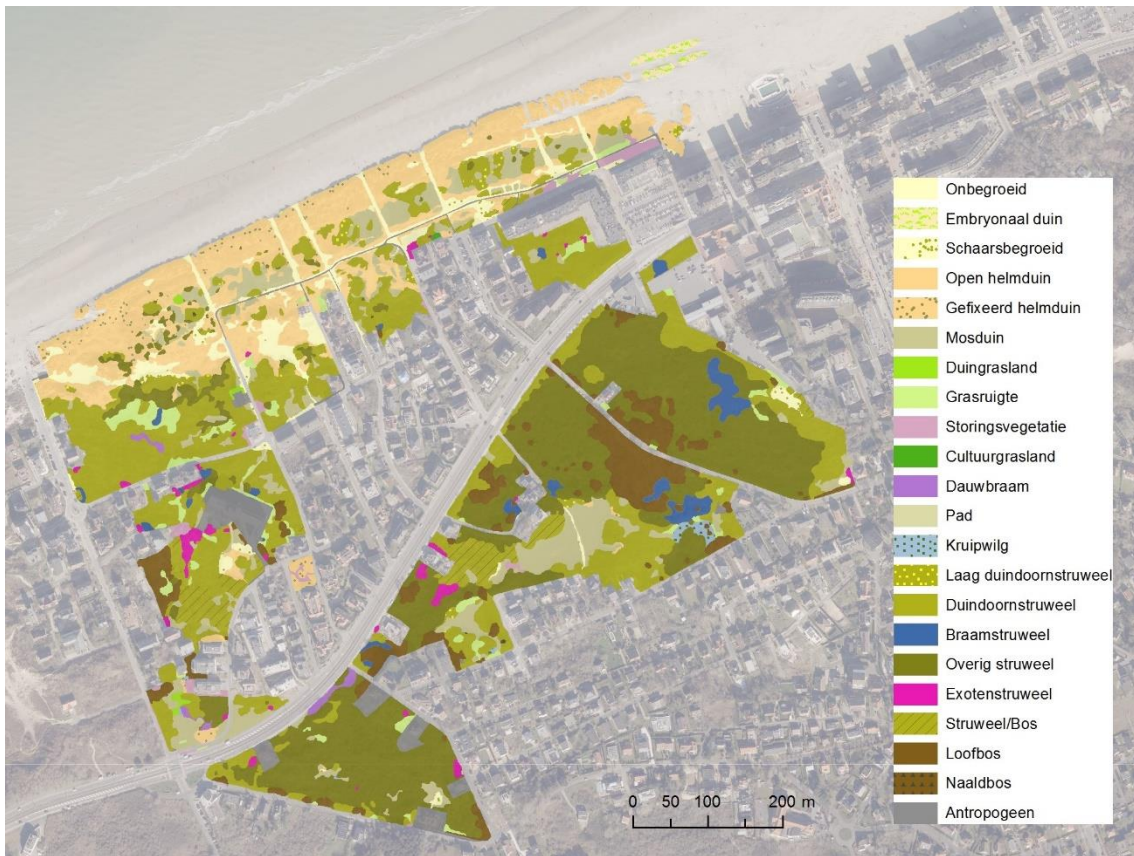 Onbegroeid
Embryonaal duin
Schaarsbegroeid
Open helmduin
Gefixeerd helmduin
Mosduin
Duingrasland
Grasruigte
Storingsvegetatie
Cultuurgrasland
Dauwbraam
Pad
Kruipwilg
Laag duindoornstruweel
Duindoornstruweel
Braamstruweel
Overig struweel
Exotenstruweel
Struweel/Bos
Loofbos
Naaldbos
Antropogeen
0 50 100 200 m